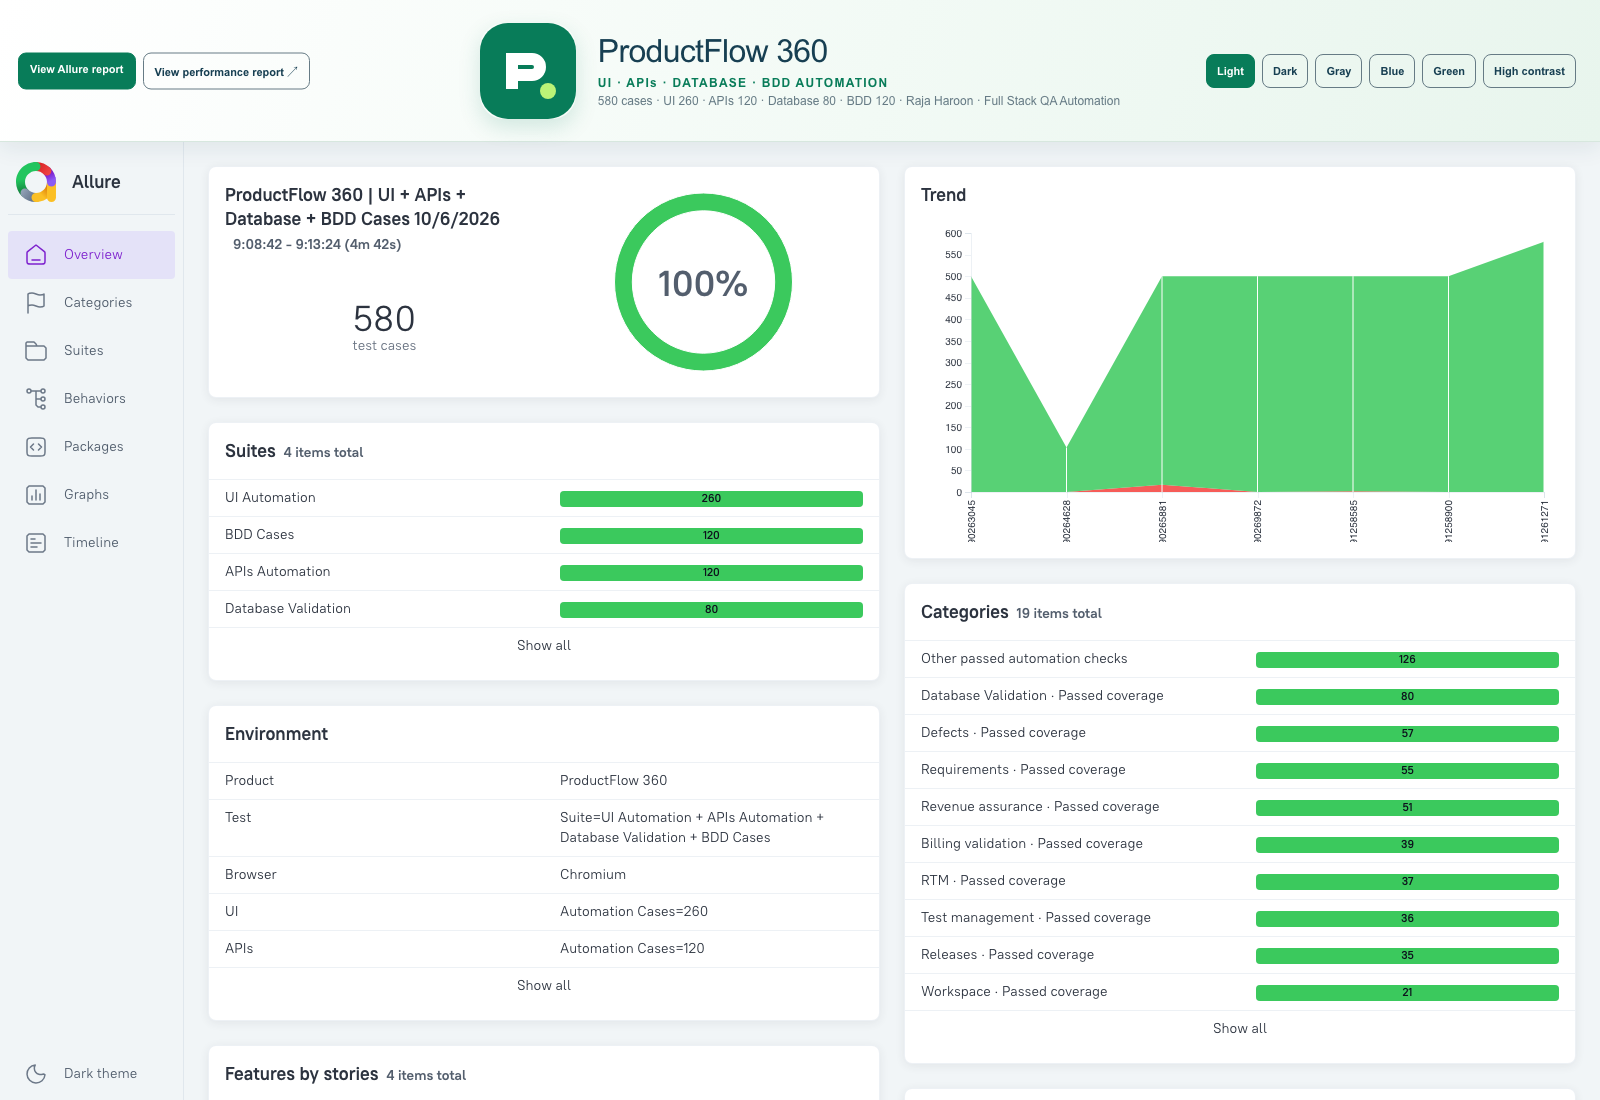 View Allure report
View performance report ↗
P
ProductFlow 360
UI · APIs · DATABASE · BDD AUTOMATION
580 cases · UI 260 · APIs 120 · Database 80 · BDD 120 · Raja Haroon · Full Stack QA Automation
Light
Dark
Gray
Blue
Green
High contrast
Allure
Overview
Categories
Suites
Behaviors
Packages
Graphs
Timeline
Dark theme
ProductFlow 360 | UI + APIs +
Database + BDD Cases 10/6/2026
9:08:42 - 9:13:24 (4m 42s)
580
test cases
100%
Suites 4 items total
UI Automation 260
BDD Cases 120
APIs Automation 120
Database Validation 80
Show all
Environment
Product ProductFlow 360
Test Suite=UI Automation + APIs Automation +
Database Validation + BDD Cases
Browser Chromium
UI Automation Cases=260
APIs Automation Cases=120
Show all
Features by stories 4 items total
Trend
600
550
500
450
400
350
300
250
200
150
100
50
0
90263045
90264628
90265881
90269872
91258585
91258900
91261271
Categories 19 items total
Other passed automation checks 126
Database Validation · Passed coverage 80
Defects · Passed coverage 57
Requirements · Passed coverage 55
Revenue assurance · Passed coverage 51
Billing validation · Passed coverage 39
RTM · Passed coverage 37
Test management · Passed coverage 36
Releases · Passed coverage 35
Workspace · Passed coverage 21
Show all